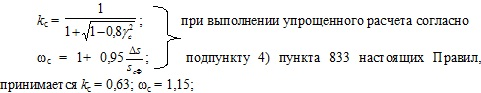 k_c = 1 / (1+√(1−0,8γ_c²)) ; при выполнении упрощенного расчета согласно
ω_c = 1+ 0,95 Δs / s_сФ ; подпункту 4) пункта 833 настоящих Правил,
принимается k_c = 0,63; ω_c = 1,15;